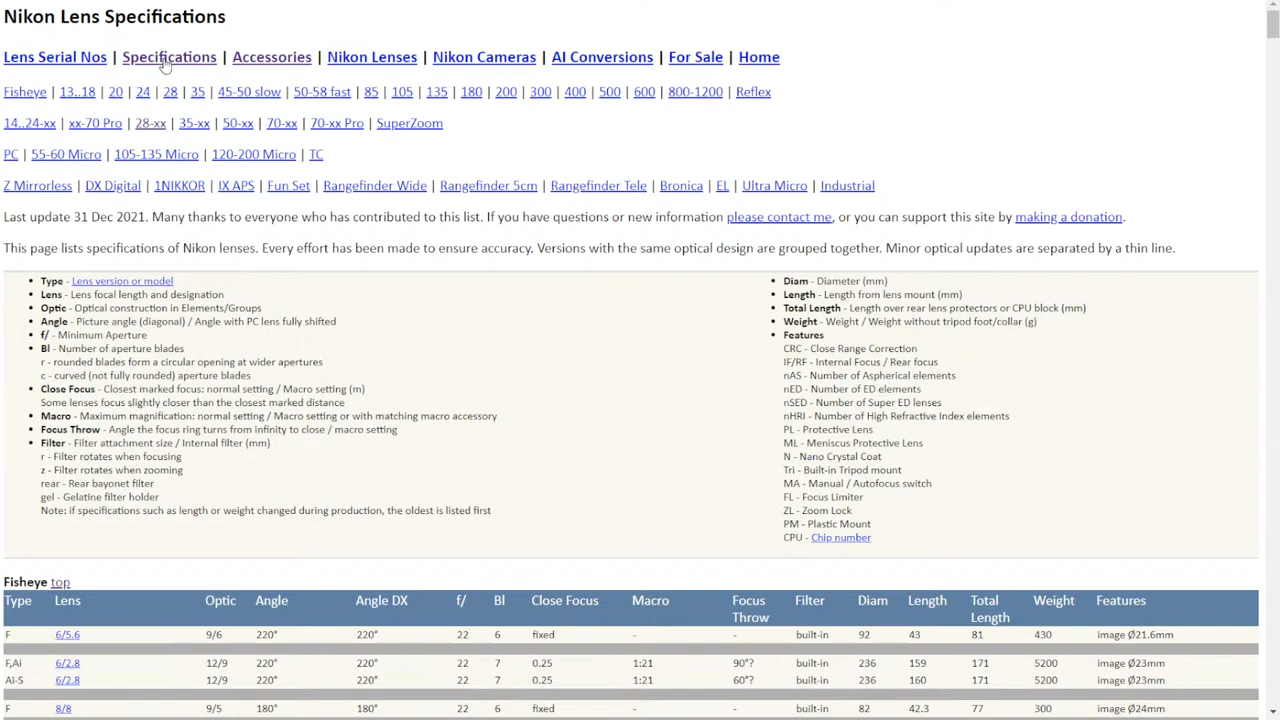 Nikon Lens Specifications
Lens Serial Nos | Specifications | Accessories | Nikon Lenses | Nikon Cameras | AI Conversions | For Sale | Home
Fisheye | 13..18 | 20 | 24 | 28 | 35 | 45-50 slow | 50-58 fast | 85 | 105 | 135 | 180 | 200 | 300 | 400 | 500 | 600 | 800-1200 | Reflex
14..24-xx | xx-70 Pro | 28-xx | 35-xx | 50-xx | 70-xx | 70-xx Pro | SuperZoom
PC | 55-60 Micro | 105-135 Micro | 120-200 Micro | TC
Z Mirrorless | DX Digital | 1NIKKOR | IX APS | Fun Set | Rangefinder Wide | Rangefinder 5cm | Rangefinder Tele | Bronica | EL | Ultra Micro | Industrial
Last update 31 Dec 2021. Many thanks to everyone who has contributed to this list. If you have questions or new information please contact me, or you can support this site by making a donation.
This page lists specifications of Nikon lenses. Every effort has been made to ensure accuracy. Versions with the same optical design are grouped together. Minor optical updates are separated by a thin line.
• Type - Lens version or model
• Lens - Lens focal length and designation
• Optic - Optical construction in Elements/Groups
• Angle - Picture angle (diagonal) / Angle with PC lens fully shifted
• f/ - Minimum Aperture
• Bl - Number of aperture blades
r - rounded blades form a circular opening at wider apertures
c - curved (not fully rounded) aperture blades
• Close Focus - Closest marked focus: normal setting / Macro setting (m)
Some lenses focus slightly closer than the closest marked distance
• Macro - Maximum magnification: normal setting / Macro setting or with matching macro accessory
• Focus Throw - Angle the focus ring turns from infinity to close / macro setting
• Filter - Filter attachment size / Internal filter (mm)
r - Filter rotates when focusing
z - Filter rotates when zooming
rear - Rear bayonet filter
gel - Gelatine filter holder
Note: if specifications such as length or weight changed during production, the oldest is listed first
• Diam - Diameter (mm)
• Length - Length from lens mount (mm)
• Total Length - Length over rear lens protectors or CPU block (mm)
• Weight - Weight / Weight without tripod foot/collar (g)
• Features
CRC - Close Range Correction
IF/RF - Internal Focus / Rear focus
nAS - Number of Aspherical elements
nED - Number of ED elements
nSED - Number of Super ED lenses
nHRI - Number of High Refractive Index elements
PL - Protective Lens
ML - Meniscus Protective Lens
N - Nano Crystal Coat
Tri - Built-in Tripod mount
MA - Manual / Autofocus switch
FL - Focus Limiter
ZL - Zoom Lock
PM - Plastic Mount
CPU - Chip number
Fisheye top
Type Lens Optic Angle Angle DX f/ Bl Close Focus Macro Focus Throw Filter Diam Length Total Length Weight Features
F 6/5.6 9/6 220° 220° 22 6 fixed - - built-in 92 43 81 430 image Ø21.6mm
F,Ai 6/2.8 12/9 220° 220° 22 7 0.25 1:21 90°? built-in 236 159 171 5200 image Ø23mm
Ai-S 6/2.8 12/9 220° 220° 22 7 0.25 1:21 60°? built-in 236 160 171 5200 image Ø23mm
F 8/8 9/5 180° 180° 22 6 fixed - - built-in 82 42.3 77 300 image Ø24mm